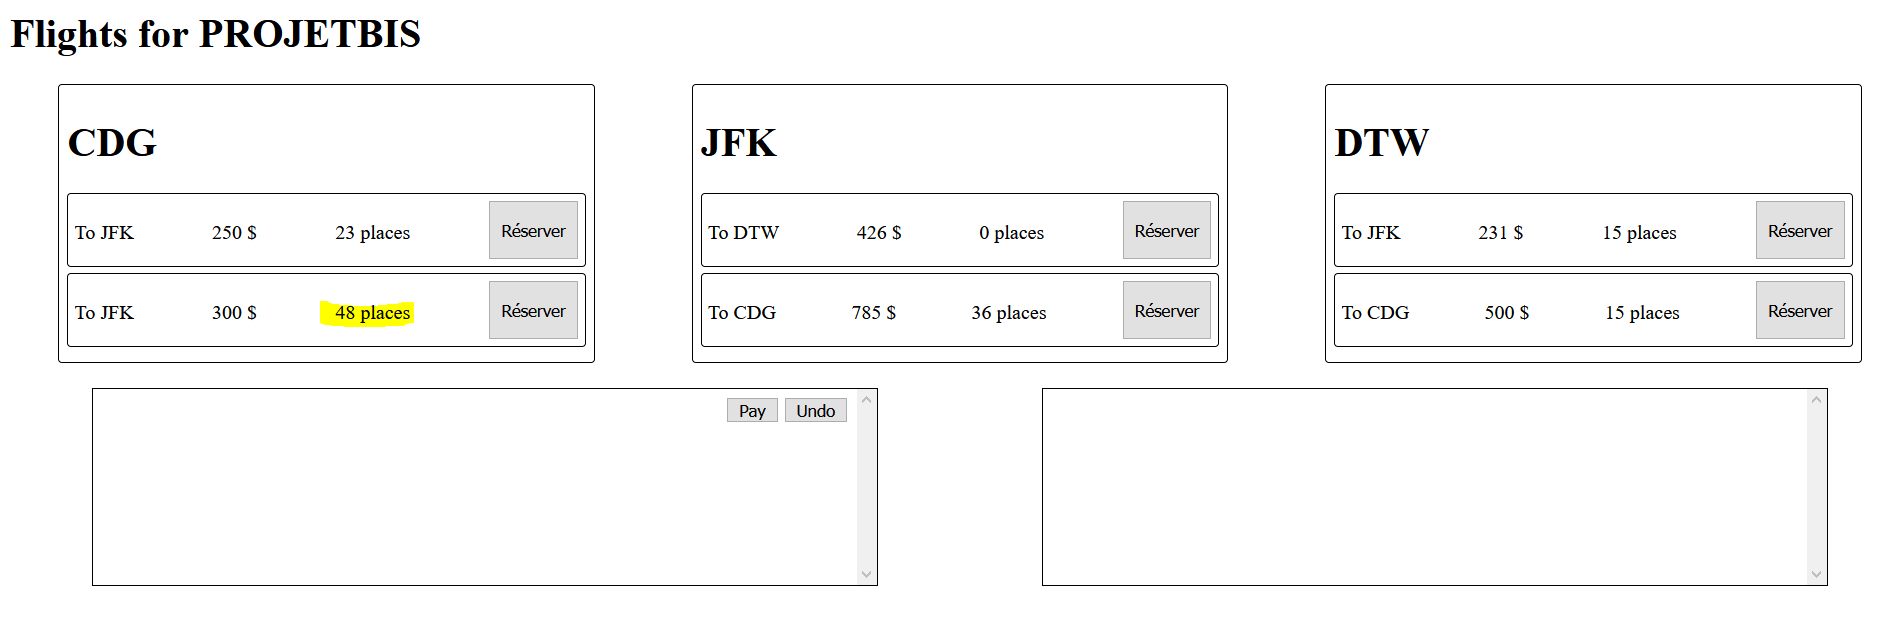 Flights for PROJETBIS
CDG
To JFK 250 $ 23 places Réserver
To JFK 300 $ 48 places Réserver
JFK
To DTW 426 $ 0 places Réserver
To CDG 785 $ 36 places Réserver
DTW
To JFK 231 $ 15 places Réserver
To CDG 500 $ 15 places Réserver
Pay Undo